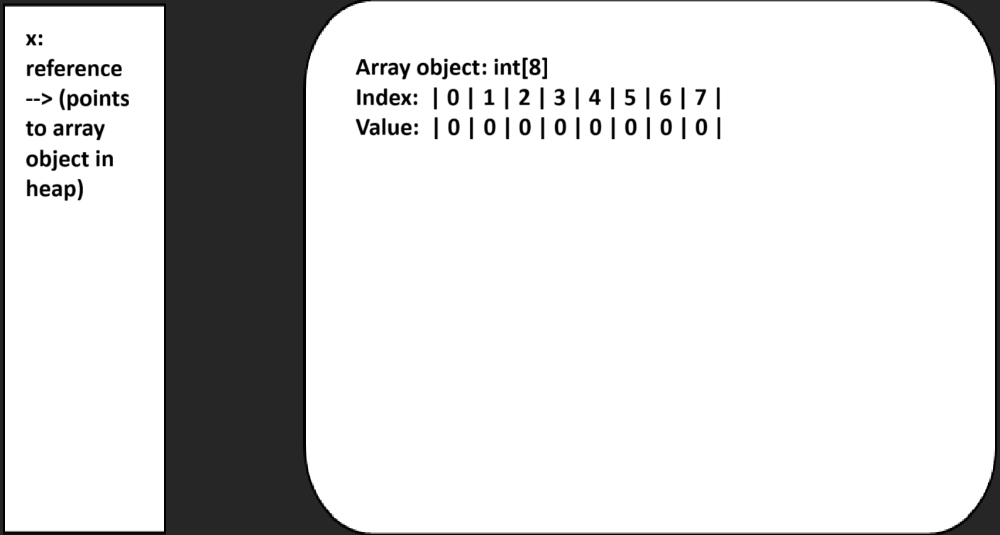 x:
reference
--> (points
to array
object in
heap)
Array object: int[8]
Index: | 0 | 1 | 2 | 3 | 4 | 5 | 6 | 7 |
Value: | 0 | 0 | 0 | 0 | 0 | 0 | 0 | 0 |